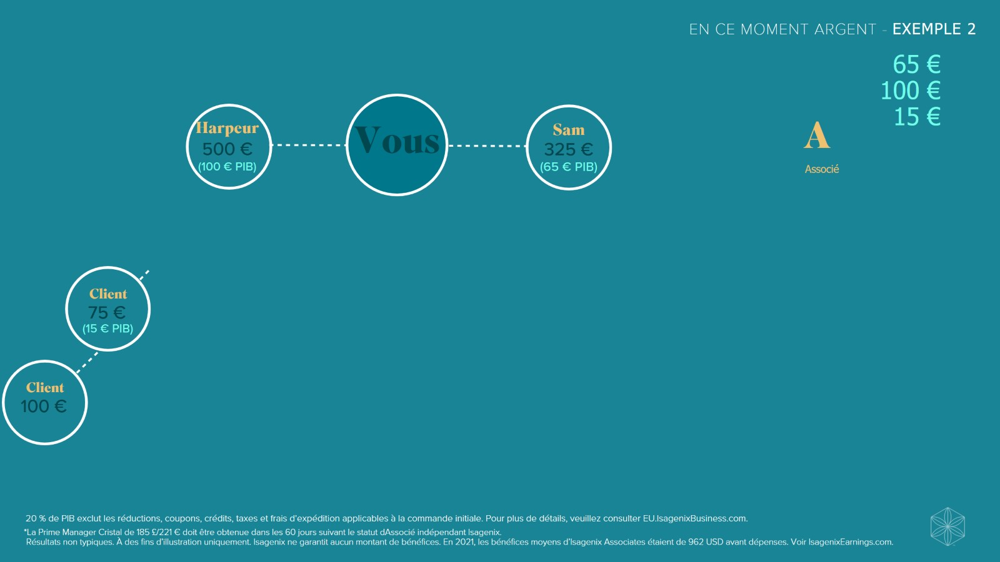 EN CE MOMENT ARGENT - EXEMPLE 2
65 €
100 €
15 €
A
Associé
Harpeur
500 €
(100 € PIB)
Vous
Sam
325 €
(65 € PIB)
Client
75 €
(15 € PIB)
Client
100 €
20 % de PIB exclut les réductions, coupons, crédits, taxes et frais d'expédition applicables à la commande initiale. Pour plus de détails, veuillez consulter EU.IsagenixBusiness.com.
*La Prime Manager Cristal de 185 £/221 € doit être obtenue dans les 60 jours suivant le statut dAssocié indépendant Isagenix.
Résultats non typiques. À des fins d'illustration uniquement. Isagenix ne garantit aucun montant de bénéfices. En 2021, les bénéfices moyens d'Isagenix Associates étaient de 962 USD avant dépenses. Voir IsagenixEarnings.com.